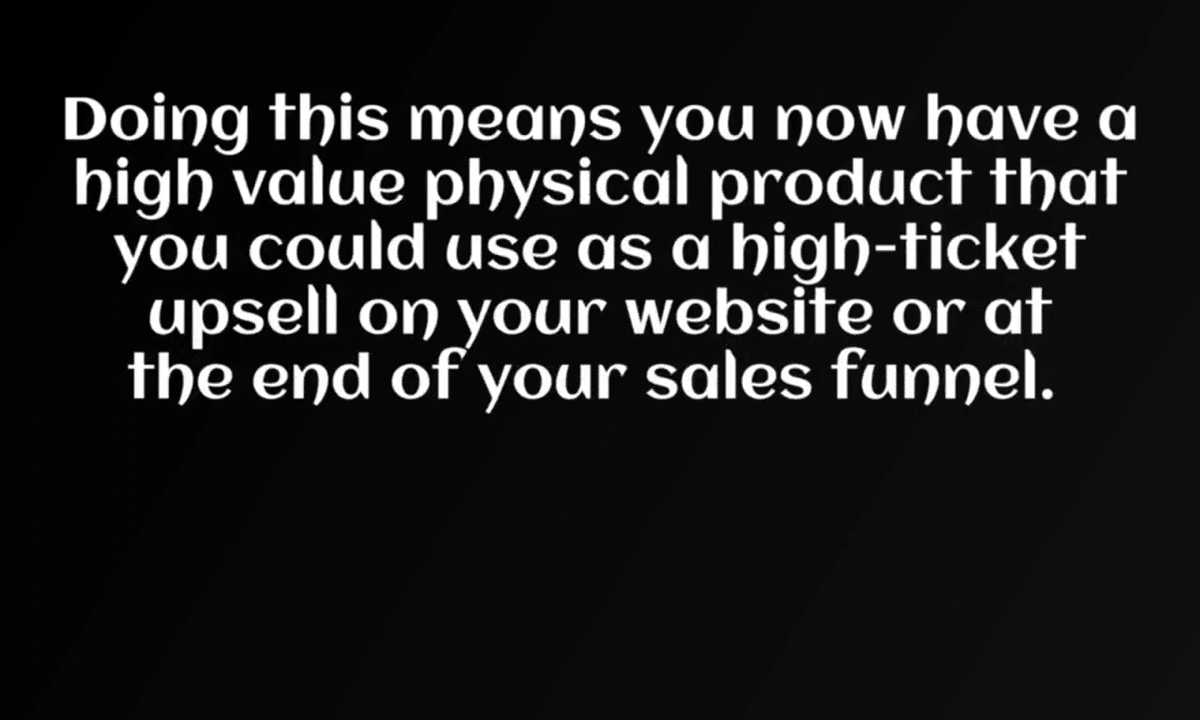 Doing this means you now have a
high value physical product that
you could use as a high-ticket
upsell on your website or at
the end of your sales funnel.